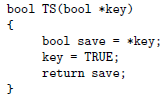 bool TS(bool *key)
{
bool save = *key;
key = TRUE;
return save;
}